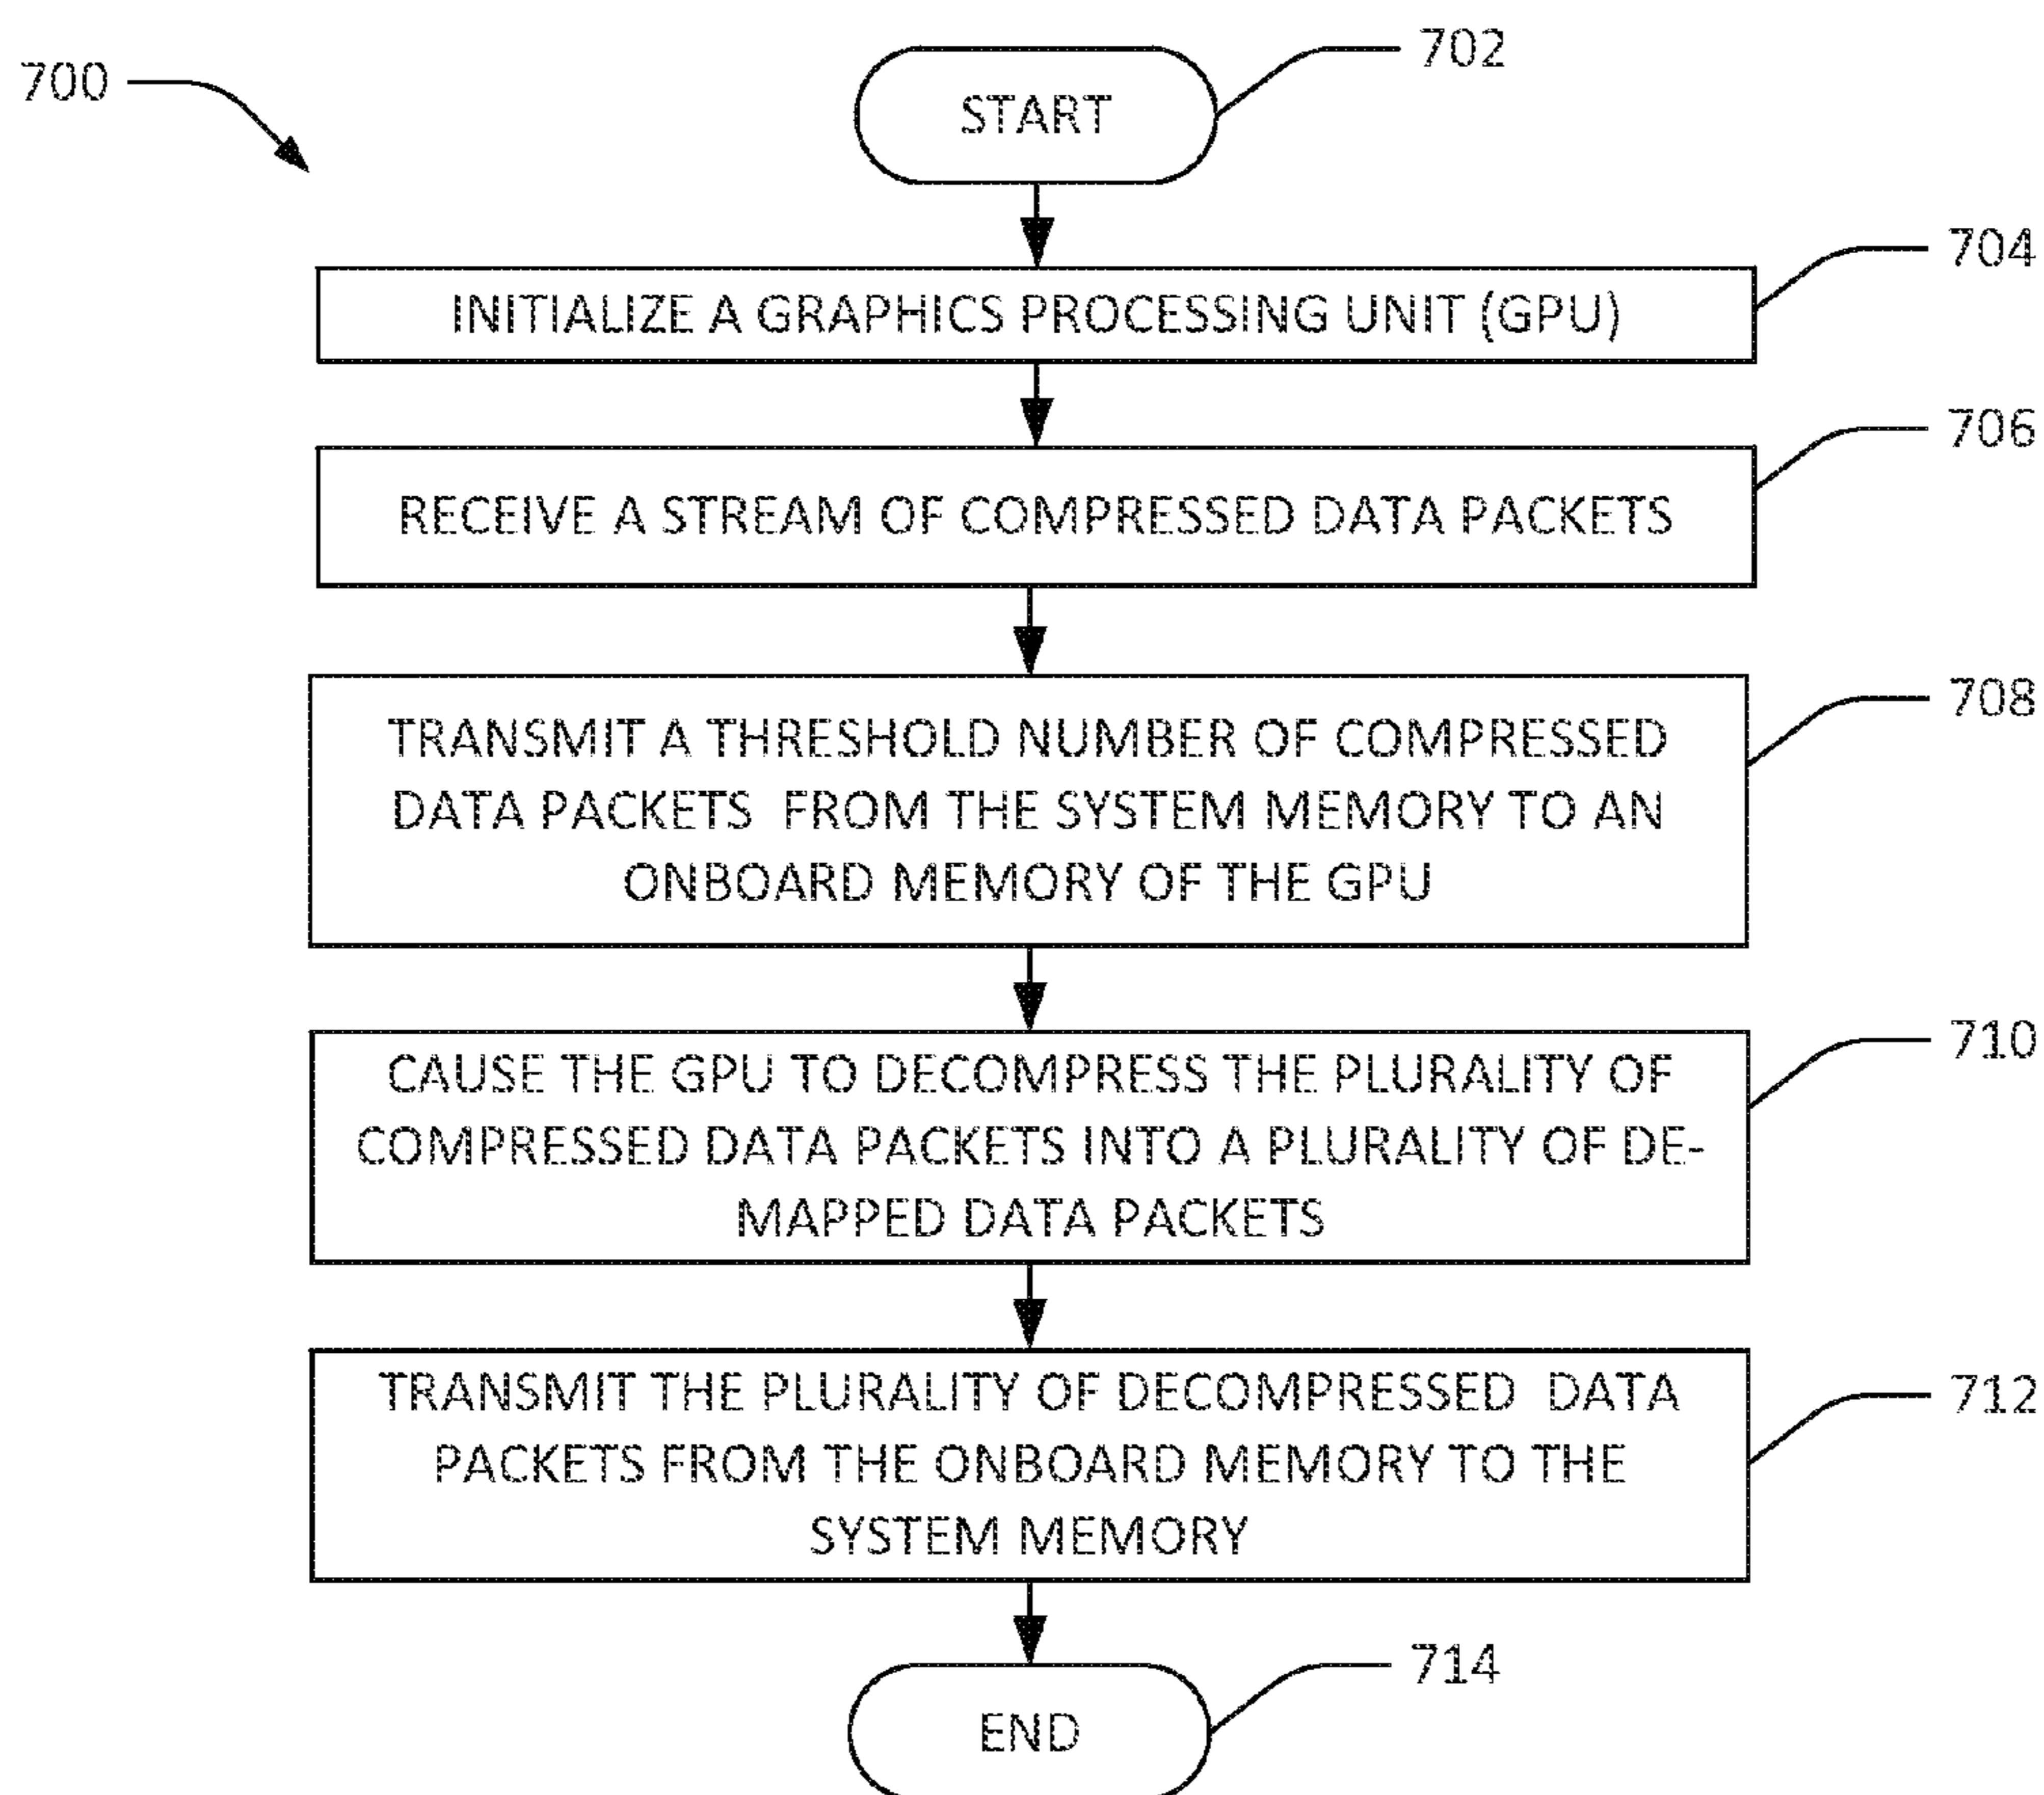 702
700
START
704
INITIALIZE A GRAPHICS PROCESSING UNIT (GPU)
706
RECEIVE A STREAM OF COMPRESSED DATA PACKETS
708
TRANSMIT A THRESHOLD NUMBER OF COMPRESSED
DATA PACKETS FROM THE SYSTEM MEMORY TO AN
ONBOARD MEMORY OF THE GPU
710
CAUSE THE GPU TO DECOMPRESS THE PLURALITY OF
COMPRESSED DATA PACKETS INTO A PLURALITY OF DE-
MAPPED DATA PACKETS
712
TRANSMIT THE PLURALITY OF DECOMPRESSED DATA
PACKETS FROM THE ONBOARD MEMORY TO THE
SYSTEM MEMORY
714
END